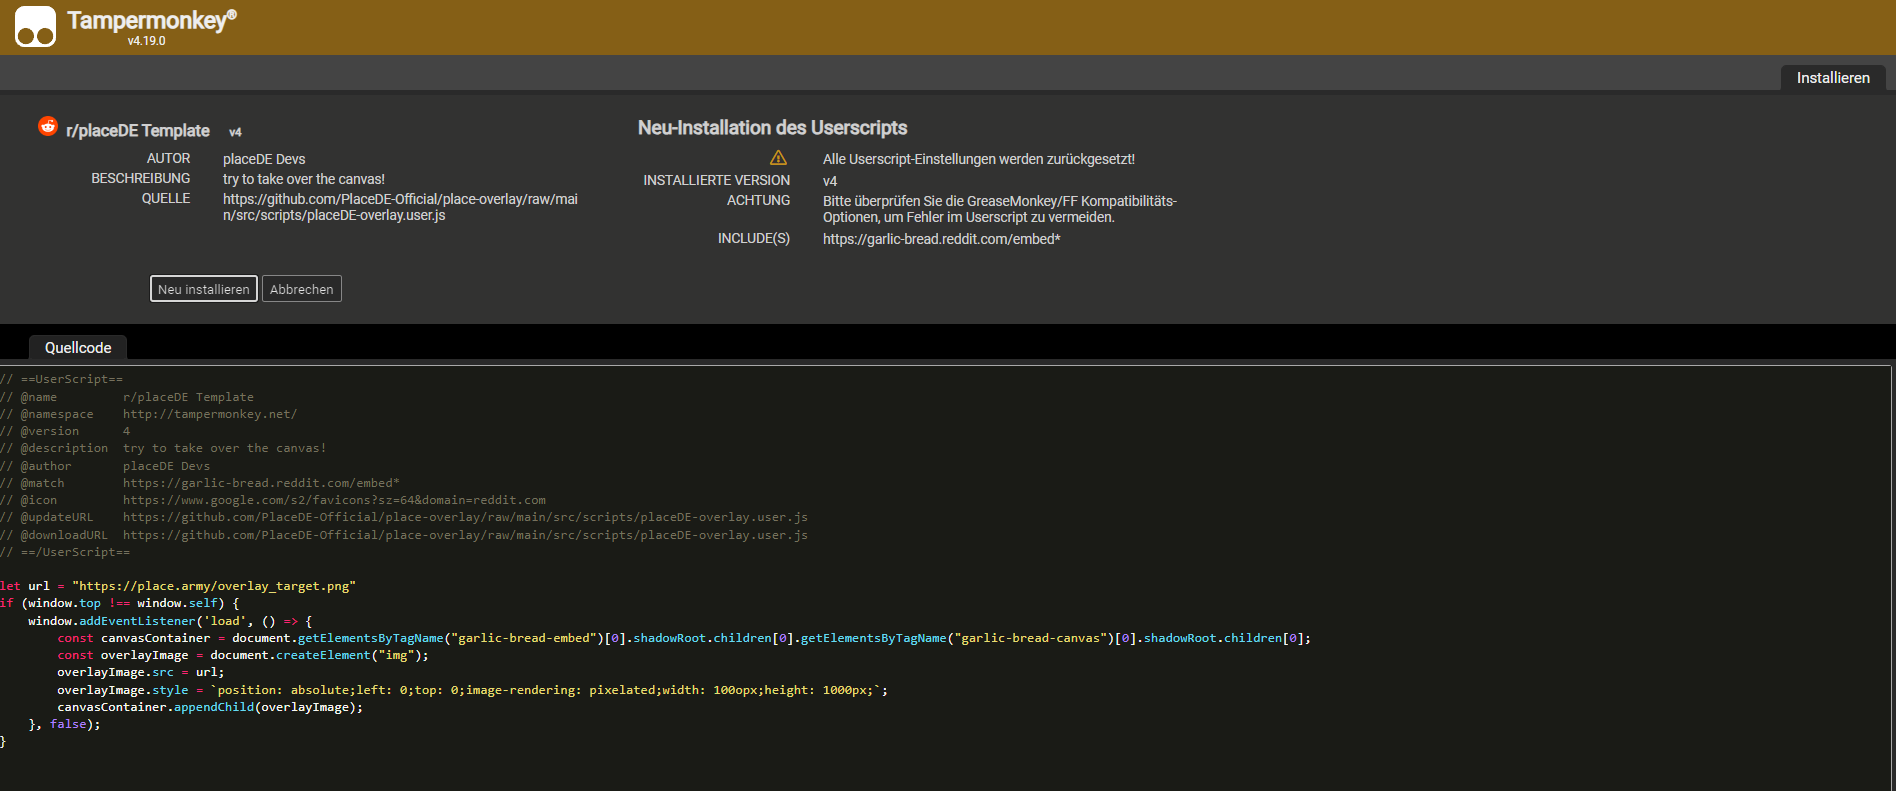 Tampermonkey®
v4.19.0
Installieren
r/placeDE Template v4
AUTOR placeDE Devs
BESCHREIBUNG try to take over the canvas!
QUELLE https://github.com/PlaceDE-Official/place-overlay/raw/mai
n/src/scripts/placeDE-overlay.user.js
Neu-Installation des Userscripts
Alle Userscript-Einstellungen werden zurückgesetzt!
INSTALLIERTE VERSION v4
ACHTUNG Bitte überprüfen Sie die GreaseMonkey/FF Kompatibilitäts-
Optionen, um Fehler im Userscript zu vermeiden.
INCLUDE(S) https://garlic-bread.reddit.com/embed*
Neu installieren Abbrechen
Quellcode
// ==UserScript==
// @name         r/placeDE Template
// @namespace    http://tampermonkey.net/
// @version      4
// @description  try to take over the canvas!
// @author       placeDE Devs
// @match        https://garlic-bread.reddit.com/embed*
// @icon         https://www.google.com/s2/favicons?sz=64&domain=reddit.com
// @updateURL    https://github.com/PlaceDE-Official/place-overlay/raw/main/src/scripts/placeDE-overlay.user.js
// @downloadURL  https://github.com/PlaceDE-Official/place-overlay/raw/main/src/scripts/placeDE-overlay.user.js
// ==/UserScript==
let url = "https://place.army/overlay_target.png"
if (window.top !== window.self) {
    window.addEventListener('load', () => {
        const canvasContainer = document.getElementsByTagName("garlic-bread-embed")[0].shadowRoot.children[0].getElementsByTagName("garlic-bread-canvas")[0].shadowRoot.children[0];
        const overlayImage = document.createElement("img");
        overlayImage.src = url;
        overlayImage.style = `position: absolute;left: 0;top: 0;image-rendering: pixelated;width: 100opx;height: 1000px;`;
        canvasContainer.appendChild(overlayImage);
    }, false);
}